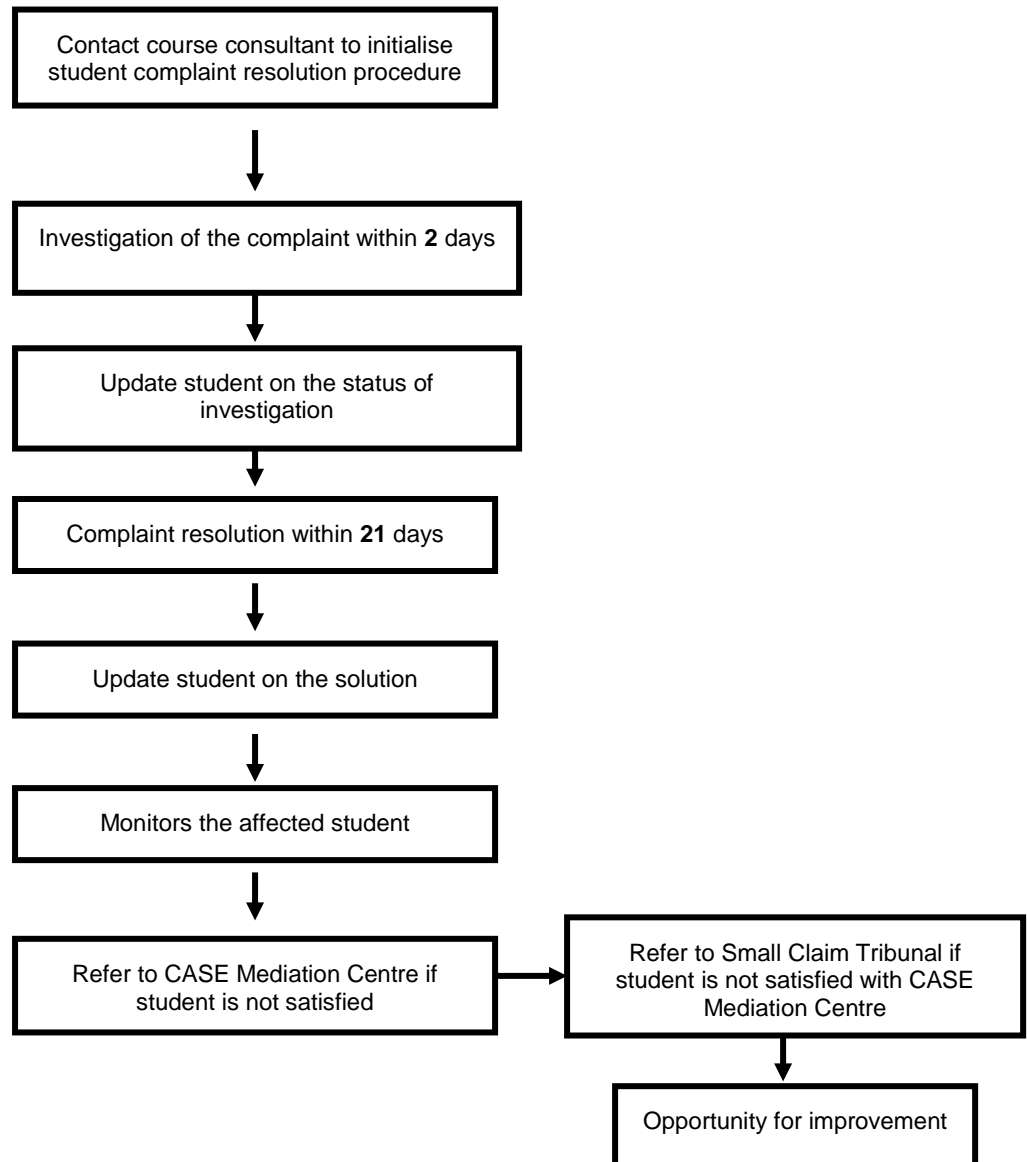 Contact course consultant to initialise
student complaint resolution procedure
Investigation of the complaint within 2 days
Update student on the status of
investigation
Complaint resolution within 21 days
Update student on the solution
Monitors the affected student
Refer to CASE Mediation Centre if
student is not satisfied
Refer to Small Claim Tribunal if
student is not satisfied with CASE
Mediation Centre
Opportunity for improvement